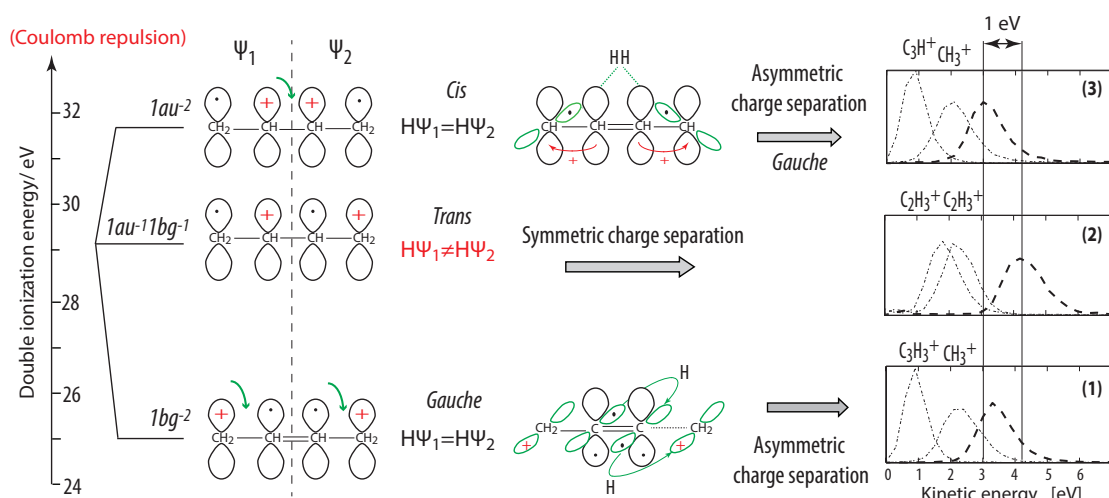 (Coulomb repulsion)
Double ionization energy/ eV
32
30
28
26
24
Ψ1 Ψ2
1au-2
+ +
CH2 CH CH CH2
Cis
HΨ1=HΨ2
HH
CH CH
+ +
Asymmetric
charge separation
Gauche
1au-11bg-1
+ +
CH2 CH CH CH2
Trans
HΨ1≠HΨ2
Symmetric charge separation
1bg-2
+ +
CH2 CH CH CH2
Gauche
HΨ1=HΨ2
H
CH2 C C CH2
+ +
H
Asymmetric
charge separation
1 eV
C3H+ CH3+
(3)
C2H3+ C2H3+
(2)
C3H3+ CH3+
(1)
0 1 2 3 4 5 6
Kinetic energy [eV]